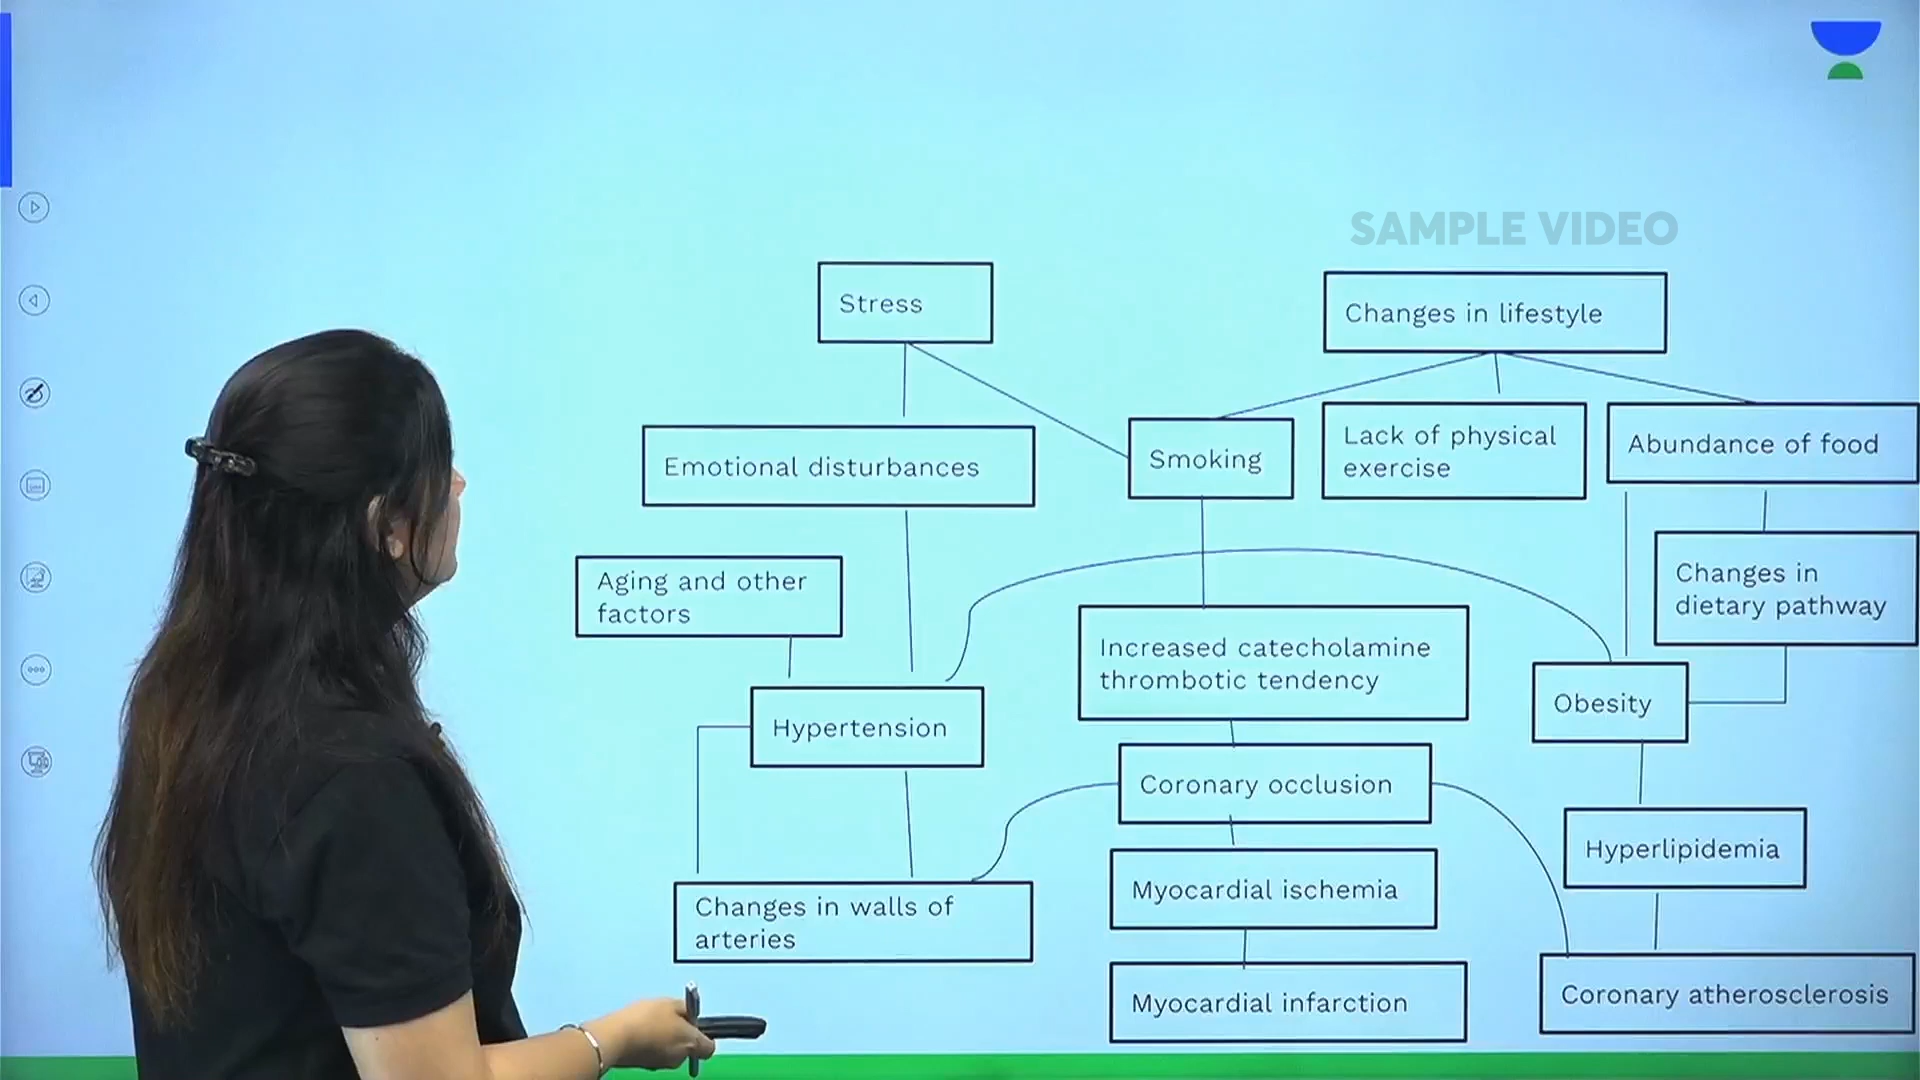 SAMPLE VIDEO
Stress
Changes in lifestyle
Emotional disturbances
Smoking
Lack of physical
exercise
Abundance of food
Aging and other
factors
Changes in
dietary pathway
Increased catecholamine
thrombotic tendency
Obesity
Hypertension
Coronary occlusion
Hyperlipidemia
Changes in walls of
arteries
Myocardial ischemia
Myocardial infarction
Coronary atherosclerosis